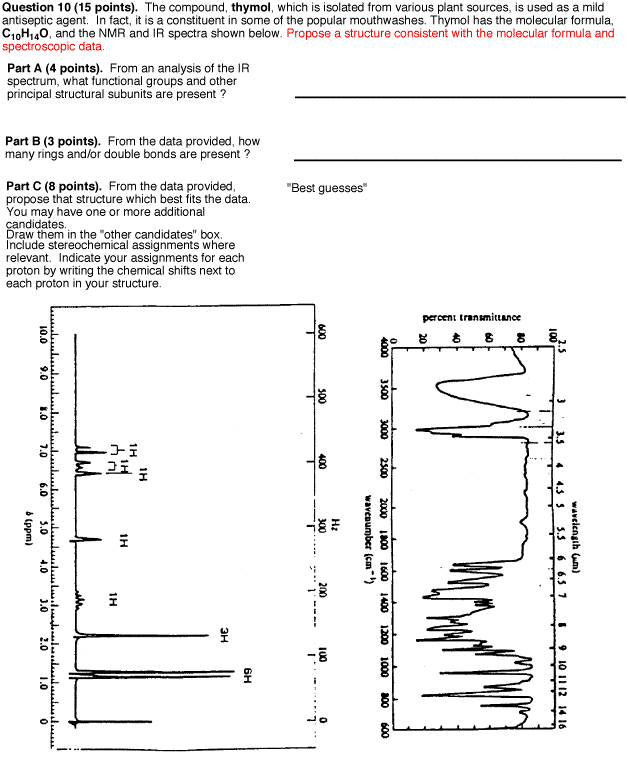 Question 10 (15 points). The compound, thymol, which is isolated from various plant sources, is used as a mild
antiseptic agent. In fact, it is a constituent in some of the popular mouthwashes. Thymol has the molecular formula,
C₁₀H₁₄O, and the NMR and IR spectra shown below. Propose a structure consistent with the molecular formula and
spectroscopic data.
Part A (4 points). From an analysis of the IR
spectrum, what functional groups and other
principal structural subunits are present ?
Part B (3 points). From the data provided, how
many rings and/or double bonds are present ?
Part C (8 points). From the data provided,
propose that structure which best fits the data.
You may have one or more additional
candidates.
Draw them in the "other candidates" box.
Include stereochemical assignments where
relevant. Indicate your assignments for each
proton by writing the chemical shifts next to
each proton in your structure.
"Best guesses"
10.0 9.0 8.0 7.0 6.0 5.0 4.0 3.0 2.0 1.0 0
δ (ppm)
1H 1H 1H 1H 1H 3H 6H
600 500 400 300 200 100 0
Hz
percent transmittance
0 20 40 60 80 100
4000 3500 3000 2500 2000 1800 1600 1400 1200 1000 800 600
wavenumber (cm⁻¹)
2.5 3 3.5 4 4.5 5 5.5 6 6.5 7 8 9 10 11 12 14 16
wavelength (μm)